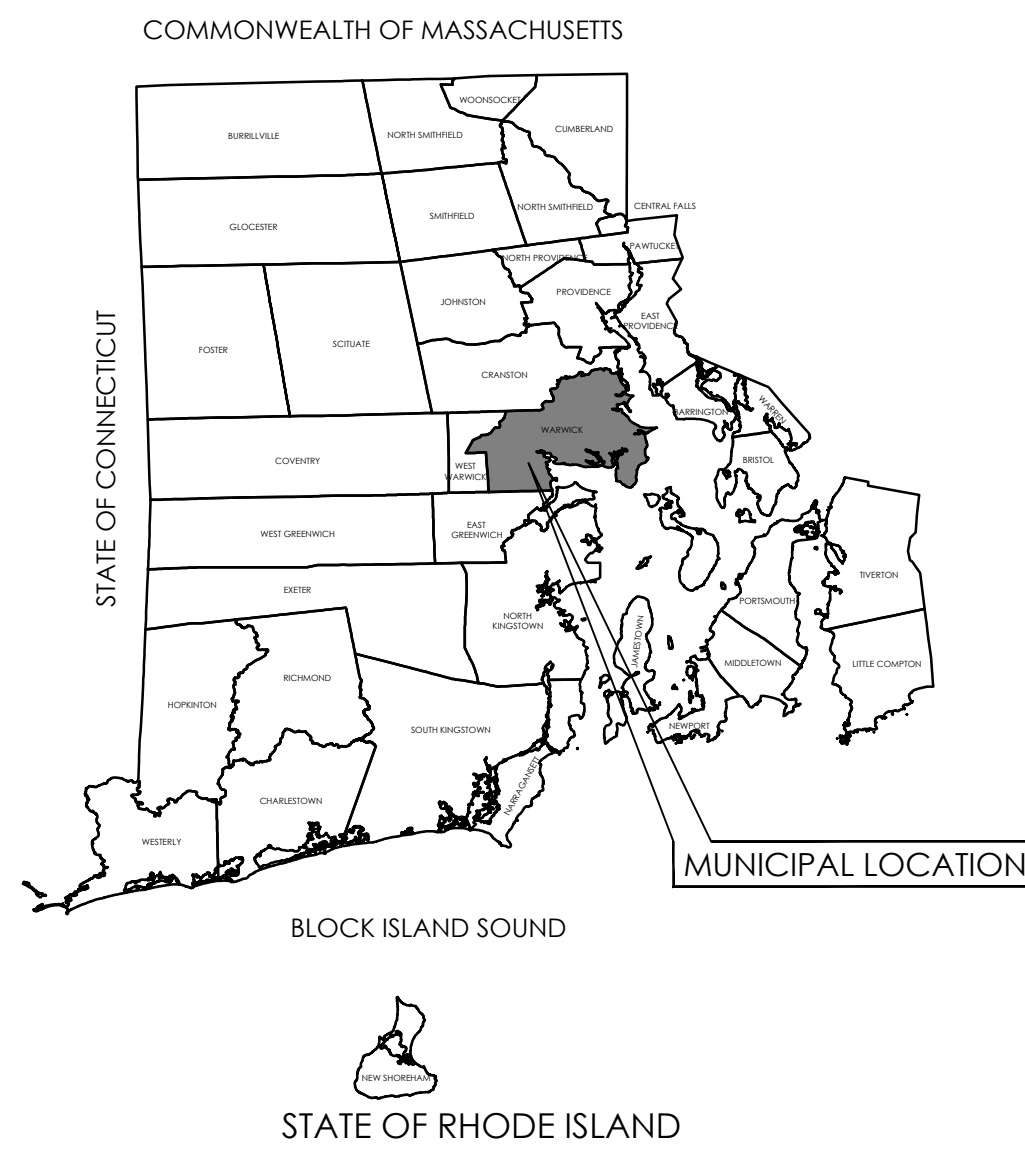 COMMONWEALTH OF MASSACHUSETTS
WOONSOCKET
BURRILLVILLE
NORTH SMITHFIELD
CUMBERLAND
GLOCESTER
SMITHFIELD
NORTH SMITHFIELD
CENTRAL FALLS
PAWTUCKET
NORTH PROVIDENCE
JOHNSTON
PROVIDENCE
EAST
PROVIDENCE
STATE OF CONNECTICUT
FOSTER
SCITUATE
CRANSTON
BARRINGTON
WARREN
WARWICK
COVENTRY
WEST
WARWICK
BRISTOL
WEST GREENWICH
EAST
GREENWICH
TIVERTON
EXETER
NORTH
KINGSTOWN
JAMESTOWN
PORTSMOUTH
MIDDLETOWN
LITTLE COMPTON
RICHMOND
HOPKINTON
SOUTH KINGSTOWN
NEWPORT
NARRAGANSETT
CHARLESTOWN
WESTERLY
MUNICIPAL LOCATION
BLOCK ISLAND SOUND
NEW SHOREHAM
STATE OF RHODE ISLAND